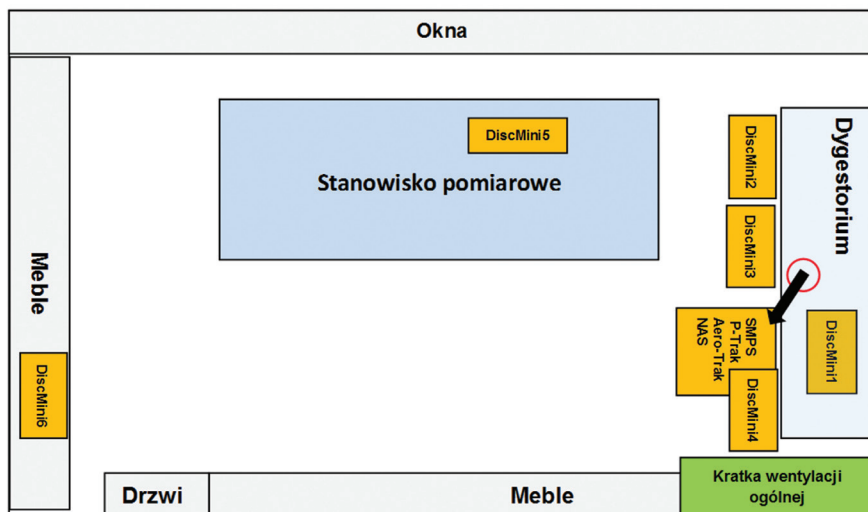 Okna
DiscMini5
Stanowisko pomiarowe
DiscMini2
Dygestorium
DiscMini3
Meble
SMPS
P-Trak
Aero-Trak
NAS
DiscMini1
DiscMini4
DiscMini6
Drzwi
Meble
Kratka wentylacji
ogólnej